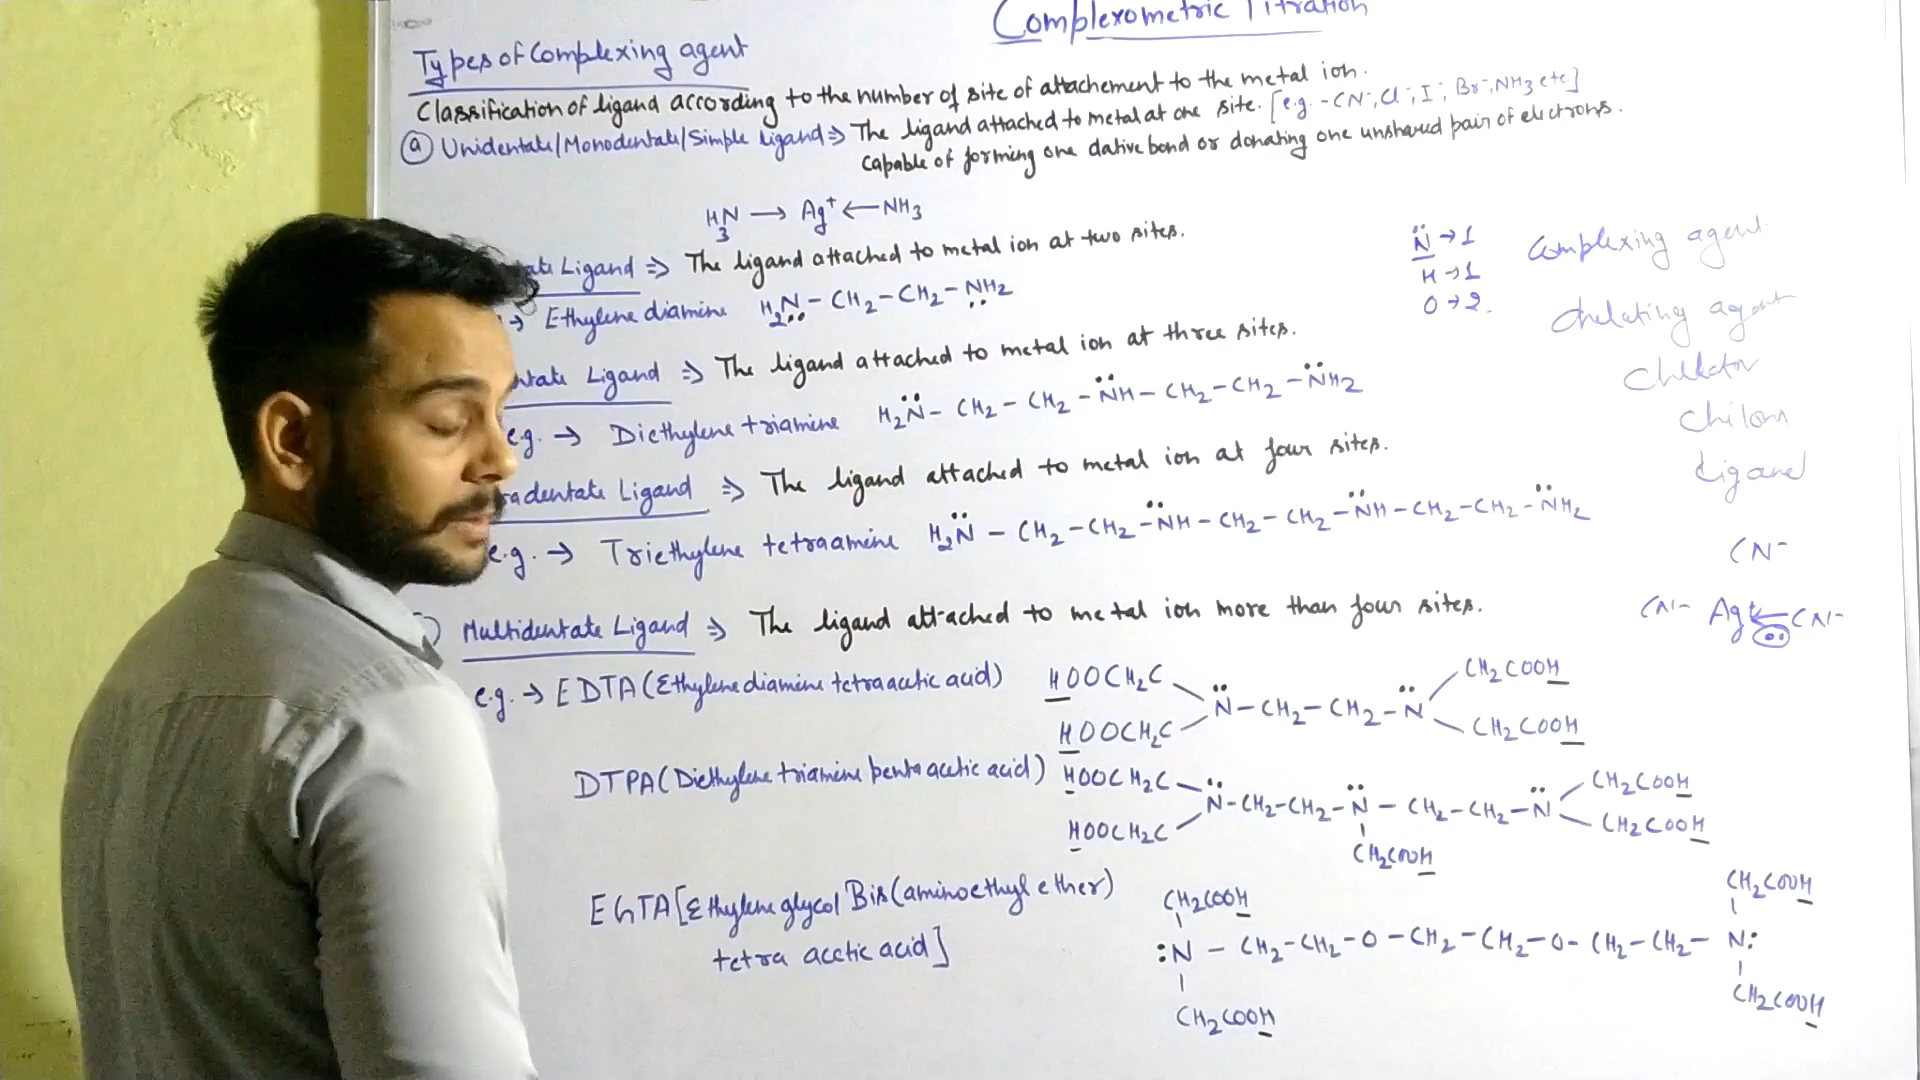 Complexometric Titration
Types of Complexing agent
Classification of ligand according to the number of site of attachement to the metal ion.
ⓐ Unidentate/Monodentate/Simple ligand ⇒ The ligand attached to metal at one site. [e.g. - CN⁻, Cl⁻, I⁻, Br⁻, NH3 etc.]
Capable of forming one dative bond or donating one unshared pair of electrons.
H3N → Ag⁺ ← NH3
ate Ligand ⇒ The ligand attached to metal ion at two sites.
→ Ethylene diamine H2N̈ - CH2 - CH2 - N̈H2
ntate Ligand ⇒ The ligand attached to metal ion at three sites.
e.g. → Diethylene triamine H2N̈ - CH2 - CH2 - N̈H - CH2 - CH2 - N̈H2
radentate Ligand ⇒ The ligand attached to metal ion at four sites.
e.g. → Triethylene tetraamine H2N̈ - CH2 - CH2 - N̈H - CH2 - CH2 - N̈H - CH2 - CH2 - N̈H2
Multidentate Ligand ⇒ The ligand attached to metal ion more than four sites.
e.g. → EDTA (Ethylene diamine tetraacetic acid)
HOOCH2C CH2COOH
N̈ - CH2 - CH2 - N̈
HOOCH2C CH2COOH
DTPA (Diethylene triamine penta acetic acid)
HOOCH2C CH2COOH
N̈ - CH2 - CH2 - N̈ - CH2 - CH2 - N̈
HOOCH2C CH2COOH
CH2COOH
EGTA [Ethylene glycol Bis (aminoethyl ether)
tetra acetic acid]
CH2COOH CH2COOH
:N - CH2 - CH2 - O - CH2 - CH2 - O - CH2 - CH2 - N:
CH2COOH CH2COOH
N̈ → 1
H → 1
O → 2.
Complexing agent
Chelating agent
Chelator
Chilons
Ligand
CN⁻
CN⁻ Ag⁺ ← CN⁻